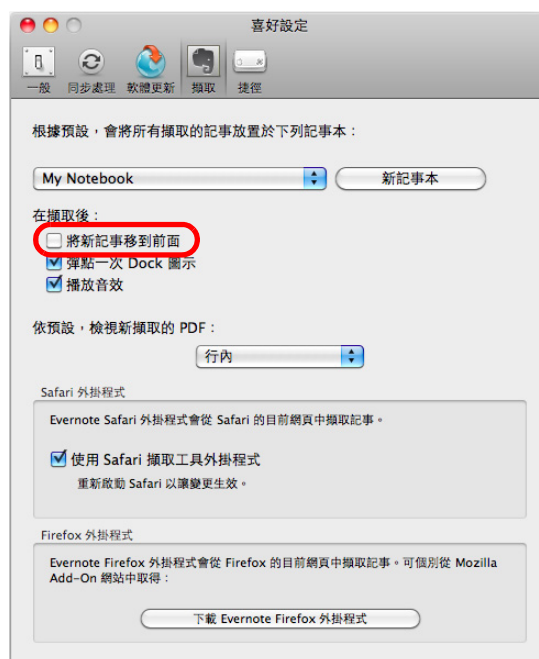 喜好設定
一般 同步處理 軟體更新 擷取 捷徑
根據預設，會將所有擷取的記事放置於下列記事本：
My Notebook 新記事本
在擷取後：
將新記事移到前面
彈點一次 Dock 圖示
播放音效
依預設，檢視新擷取的 PDF：
行內
Safari 外掛程式
Evernote Safari 外掛程式會從 Safari 的目前網頁中擷取記事。
使用 Safari 擷取工具外掛程式
重新啟動 Safari 以讓變更生效。
Firefox 外掛程式
Evernote Firefox 外掛程式會從 Firefox 的目前網頁中擷取記事。可個別從 Mozilla
Add-On 網站中取得：
下載 Evernote Firefox 外掛程式